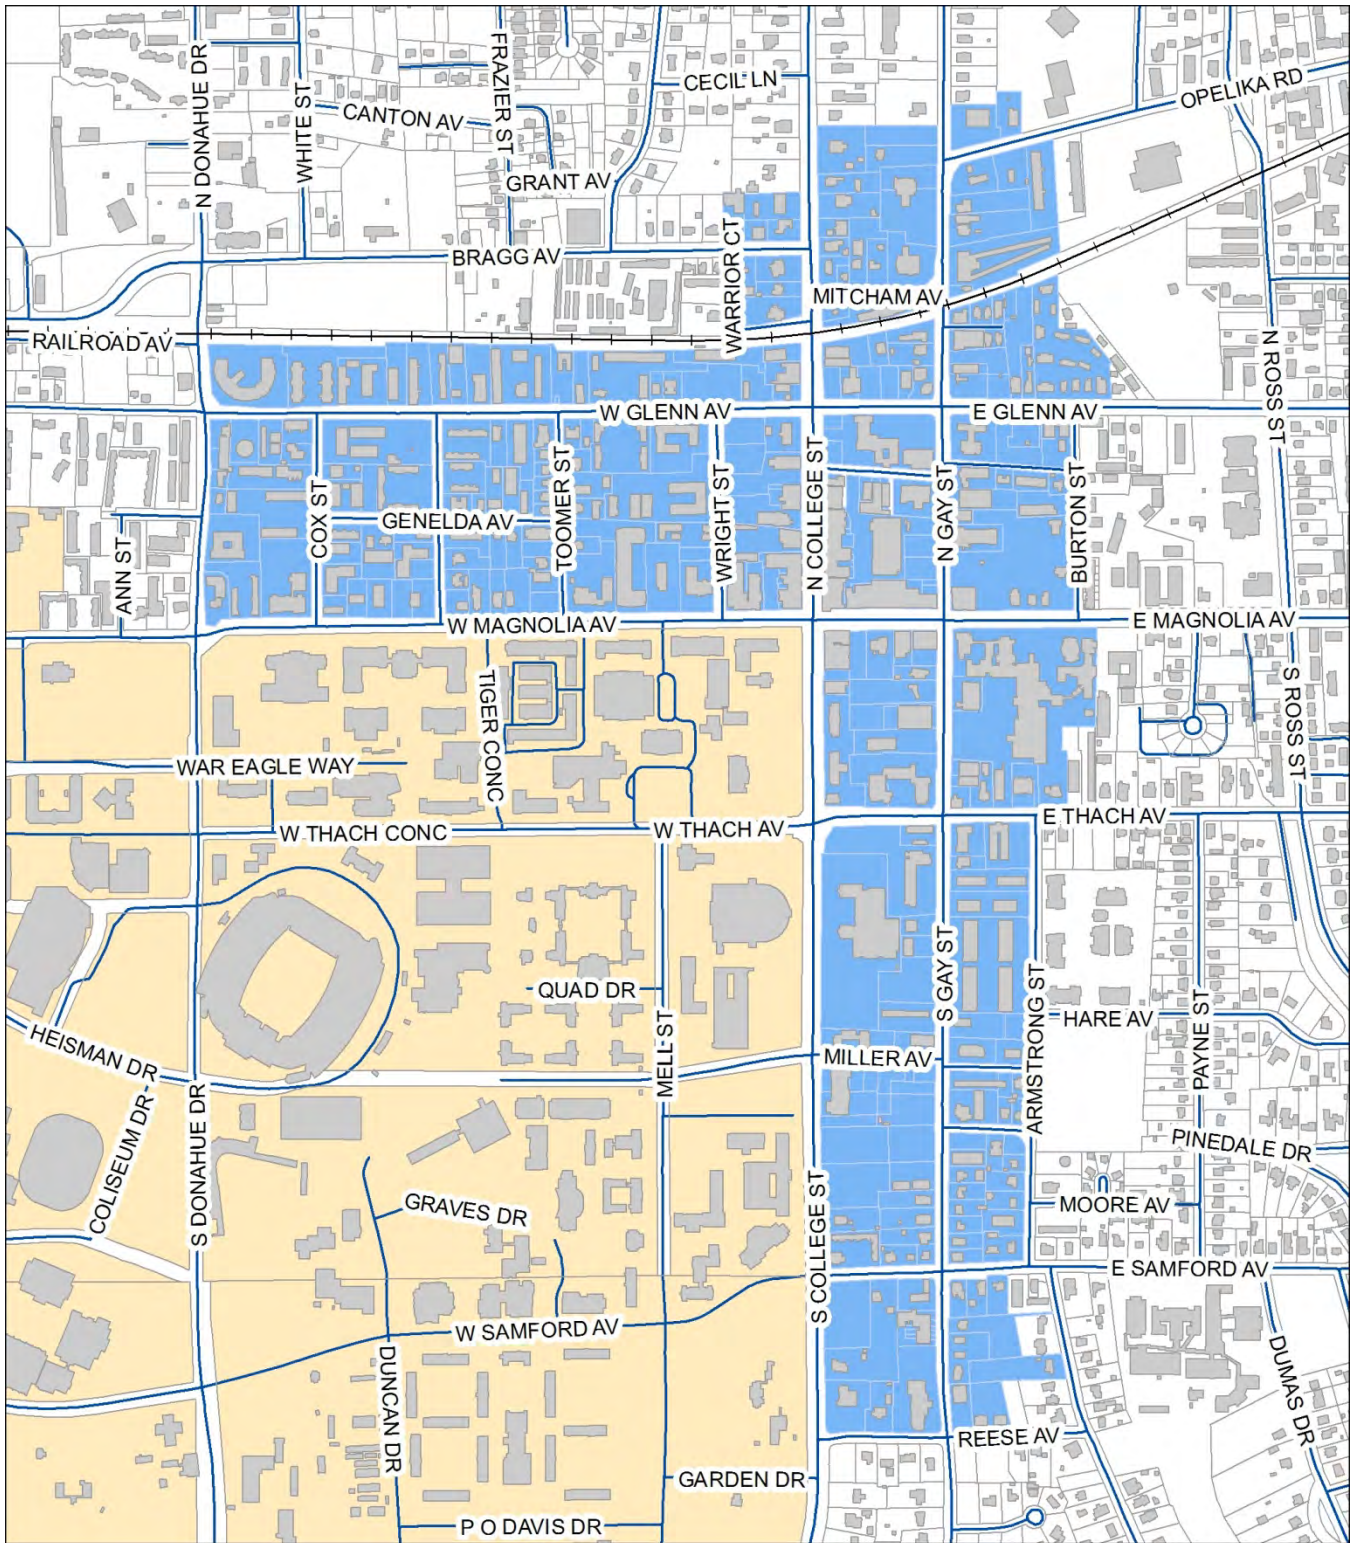 N DONAHUE DR
WHITE ST
FRAZIER ST
CECIL LN
OPELIKA RD
CANTON AV
GRANT AV
BRAGG AV
WARRIOR CT
MITCHAM AV
RAILROAD AV
N ROSS ST
W GLENN AV
E GLENN AV
COX ST
GENELDA AV
TOOMER ST
WRIGHT ST
N COLLEGE ST
N GAY ST
BURTON ST
ANN ST
W MAGNOLIA AV
E MAGNOLIA AV
TIGER CONC
S ROSS ST
WAR EAGLE WAY
W THACH CONC
W THACH AV
E THACH AV
QUAD DR
S GAY ST
ARMSTRONG ST
HARE AV
PAYNE ST
HEISMAN DR
MELL ST
MILLER AV
COLISEUM DR
S DONAHUE DR
PINEDALE DR
GRAVES DR
MOORE AV
S COLLEGE ST
E SAMFORD AV
W SAMFORD AV
DUNCAN DR
DUMAS DR
REESE AV
GARDEN DR
P O DAVIS DR